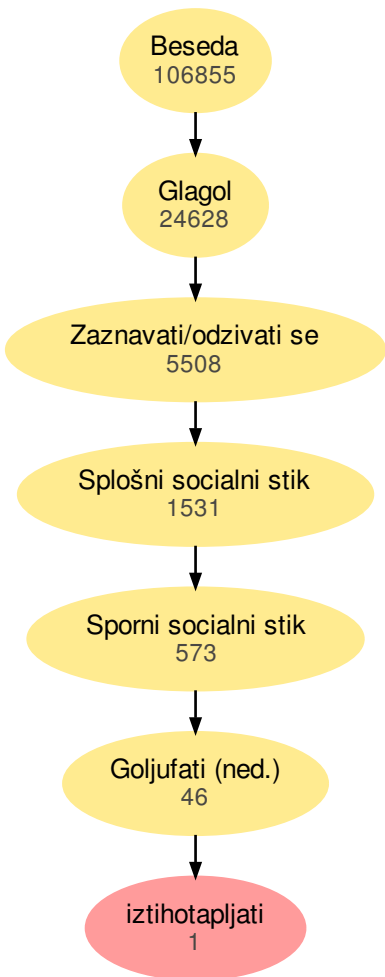 Beseda
106855
Glagol
24628
Zaznavati/odzivati se
5508
Splošni socialni stik
1531
Sporni socialni stik
573
Goljufati (ned.)
46
iztihotapljati
1